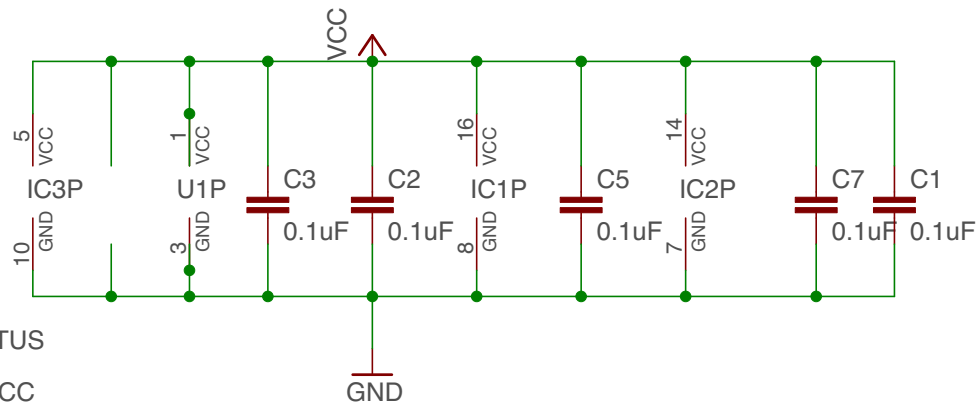 VCC
5
VCC
IC3P
GND
10
1
VCC
U1P
GND
3
C3
0.1uF
C2
0.1uF
16
VCC
IC1P
GND
8
C5
0.1uF
14
VCC
IC2P
GND
7
C7
0.1uF
C1
0.1uF
TUS
CC
GND